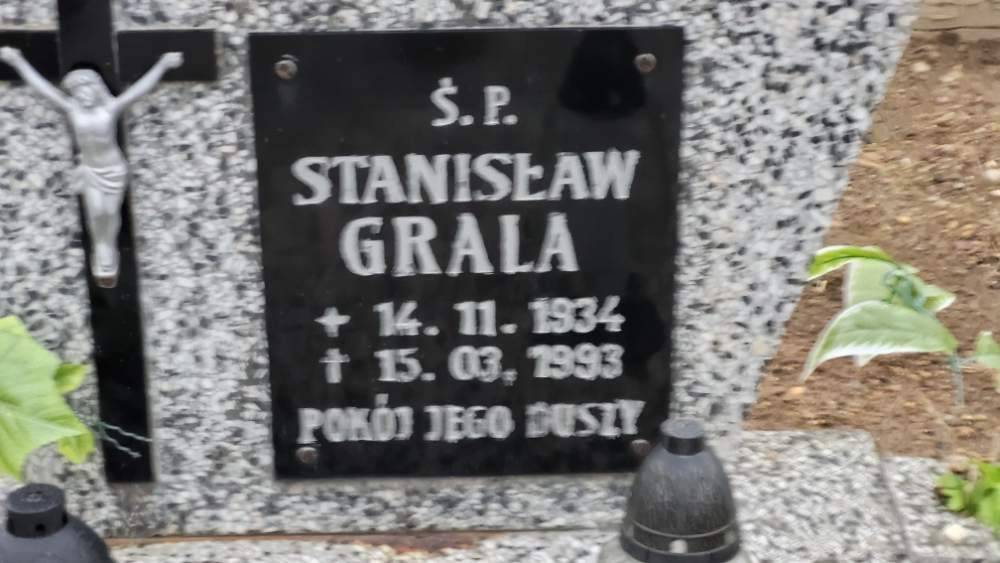 Ś. P.
STANISŁAW
GRALA
+ 14. 11. 1934
† 15. 03. 1993
POKÓJ JEGO DUSZY